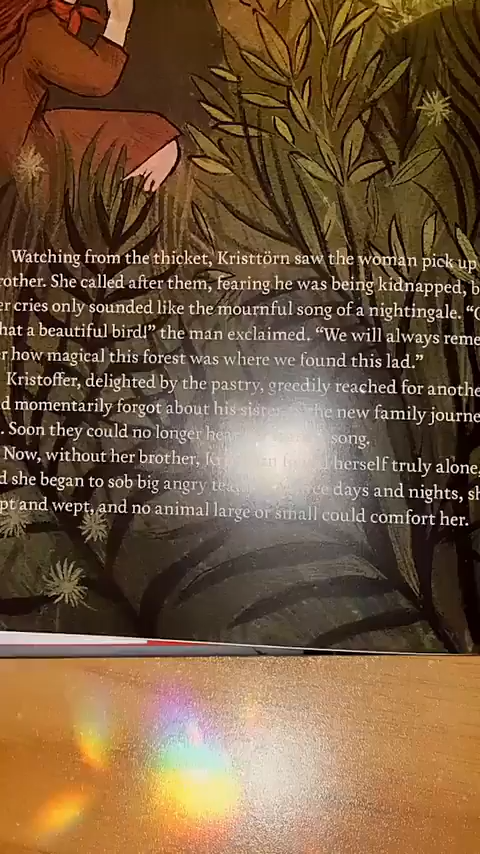 Watching from the thicket, Kristtörn saw the woman pick up
rother. She called after them, fearing he was being kidnapped, b
er cries only sounded like the mournful song of a nightingale. “O
hat a beautiful bird!” the man exclaimed. “We will always reme
r how magical this forest was where we found this lad.”
Kristoffer, delighted by the pastry, greedily reached for anothe
d momentarily forgot about his sister he new family journe
. Soon they could no longer hea song.
Now, without her brother, herself truly alone,
d she began to sob big angry tea days and nights, sh
pt and wept, and no animal large or small could comfort her.